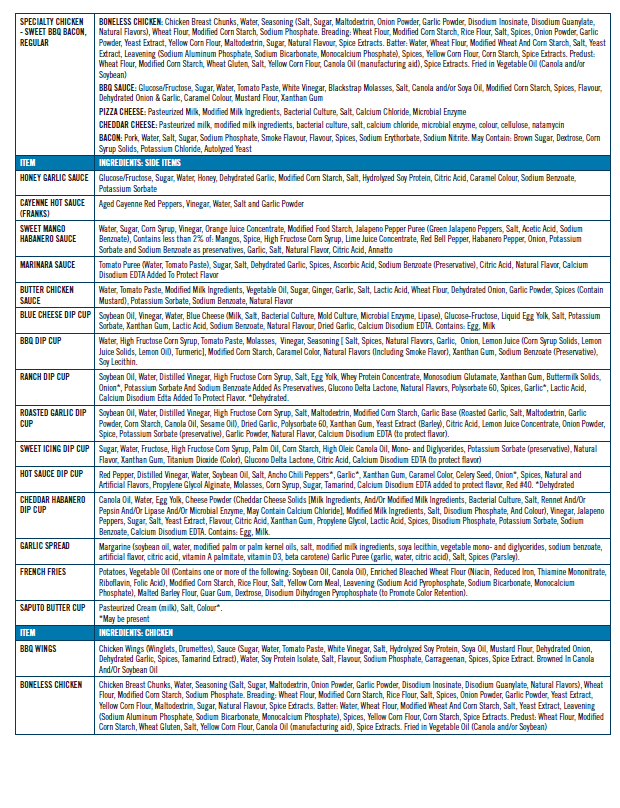 SPECIALTY CHICKEN
- SWEET BBQ BACON,
REGULAR
BONELESS CHICKEN: Chicken Breast Chunks, Water, Seasoning (Salt, Sugar, Maltodextrin, Onion Powder, Garlic Powder, Disodium Inosinate, Disodium Guanylate,
Natural Flavors), Wheat Flour, Modified Corn Starch, Sodium Phosphate. Breading: Wheat Flour, Modified Corn Starch, Rice Flour, Salt, Spices, Onion Powder, Garlic
Powder, Yeast Extract, Yellow Corn Flour, Maltodextrin, Sugar, Natural Flavour, Spice Extracts. Batter: Water, Wheat Flour, Modified Wheat And Corn Starch, Salt, Yeast
Extract, Leavening (Sodium Aluminum Phosphate, Sodium Bicarbonate, Monocalcium Phosphate), Spices, Yellow Corn Flour, Corn Starch, Spice Extracts. Predust:
Wheat Flour, Modified Corn Starch, Wheat Gluten, Salt, Yellow Corn Flour, Canola Oil (manufacturing aid), Spice Extracts. Fried in Vegetable Oil (Canola and/or
Soybean)
BBQ SAUCE: Glucose/Fructose, Sugar, Water, Tomato Paste, White Vinegar, Blackstrap Molasses, Salt, Canola and/or Soya Oil, Modified Corn Starch, Spices, Flavour,
Dehydrated Onion & Garlic, Caramel Colour, Mustard Flour, Xanthan Gum
PIZZA CHEESE: Pasteurized Milk, Modified Milk Ingredients, Bacterial Culture, Salt, Calcium Chloride, Microbial Enzyme
CHEDDAR CHEESE: Pasteurized milk, modified milk ingredients, bacterial culture, salt, calcium chloride, microbial enzyme, colour, cellulose, natamycin
BACON: Pork, Water, Salt, Sugar, Sodium Phosphate, Smoke Flavour, Flavour, Spices, Sodium Erythorbate, Sodium Nitrite. May Contain: Brown Sugar, Dextrose, Corn
Syrup Solids, Potassium Chloride, Autolyzed Yeast
ITEM INGREDIENTS: SIDE ITEMS
HONEY GARLIC SAUCE
Glucose/Fructose, Sugar, Water, Honey, Dehydrated Garlic, Modified Corn Starch, Salt, Hydrolyzed Soy Protein, Citric Acid, Caramel Colour, Sodium Benzoate,
Potassium Sorbate
CAYENNE HOT SAUCE
(FRANKS)
Aged Cayenne Red Peppers, Vinegar, Water, Salt and Garlic Powder
SWEET MANGO
HABANERO SAUCE
Water, Sugar, Corn Syrup, Vinegar, Orange Juice Concentrate, Modified Food Starch, Jalapeno Pepper Puree (Green Jalapeno Peppers, Salt, Acetic Acid, Sodium
Benzoate), Contains less than 2% of: Mangos, Spice, High Fructose Corn Syrup, Lime Juice Concentrate, Red Bell Pepper, Habanero Pepper, Onion, Potassium
Sorbate and Sodium Benzoate as preservatives, Garlic, Salt, Natural Flavor, Citric Acid, Annatto
MARINARA SAUCE
Tomato Puree (Water, Tomato Paste), Sugar, Salt, Dehydrated Garlic, Spices, Ascorbic Acid, Sodium Benzoate (Preservative), Citric Acid, Natural Flavor, Calcium
Disodium EDTA Added To Protect Flavor
BUTTER CHICKEN
SAUCE
Water, Tomato Paste, Modified Milk Ingredients, Vegetable Oil, Sugar, Ginger, Garlic, Salt, Lactic Acid, Wheat Flour, Dehydrated Onion, Garlic Powder, Spices (Contain
Mustard), Potassium Sorbate, Sodium Benzoate, Natural Flavor
BLUE CHEESE DIP CUP
Soybean Oil, Vinegar, Water, Blue Cheese (Milk, Salt, Bacterial Culture, Mold Culture, Microbial Enzyme, Lipase), Glucose-Fructose, Liquid Egg Yolk, Salt, Potassium
Sorbate, Xanthan Gum, Lactic Acid, Sodium Benzoate, Natural Flavour, Dried Garlic, Calcium Disodium EDTA. Contains: Egg, Milk
BBQ DIP CUP
Water, High Fructose Corn Syrup, Tomato Paste, Molasses, Vinegar, Seasoning [ Salt, Spices, Natural Flavors, Garlic, Onion, Lemon Juice (Corn Syrup Solids, Lemon
Juice Solids, Lemon Oil), Turmeric], Modified Corn Starch, Caramel Color, Natural Flavors (Including Smoke Flavor), Xanthan Gum, Sodium Benzoate (Preservative),
Soy Lecithin.
RANCH DIP CUP
Soybean Oil, Water, Distilled Vinegar, High Fructose Corn Syrup, Salt, Egg Yolk, Whey Protein Concentrate, Monosodium Glutamate, Xanthan Gum, Buttermilk Solids,
Onion*, Potassium Sorbate And Sodium Benzoate Added As Preservatives, Glucono Delta Lactone, Natural Flavors, Polysorbate 60, Spices, Garlic*, Lactic Acid,
Calcium Disodium Edta Added To Protect Flavor. *Dehydrated.
ROASTED GARLIC DIP
CUP
Soybean Oil, Water, Distilled Vinegar, High Fructose Corn Syrup, Salt, Maltodextrin, Modified Corn Starch, Garlic Base (Roasted Garlic, Salt, Maltodextrin, Garlic
Powder, Corn Starch, Canola Oil, Sesame Oil), Dried Garlic, Polysorbate 60, Xanthan Gum, Yeast Extract (Barley), Citric Acid, Lemon Juice Concentrate, Onion Powder,
Spice, Potassium Sorbate (preservative), Garlic Powder, Natural Flavor, Calcium Disodium EDTA (to protect flavor).
SWEET ICING DIP CUP
Sugar, Water, Fructose, High Fructose Corn Syrup, Palm Oil, Corn Starch, High Oleic Canola Oil, Mono- and Diglycerides, Potassium Sorbate (preservative), Natural
Flavor, Xanthan Gum, Titanium Dioxide (Color), Glucono Delta Lactone, Citric Acid, Calcium Disodium EDTA (to protect flavor)
HOT SAUCE DIP CUP
Red Pepper, Distilled Vinegar, Water, Soybean Oil, Salt, Ancho Chili Peppers*, Garlic*, Xanthan Gum, Caramel Color, Celery Seed, Onion*, Spices, Natural and
Artificial Flavors, Propylene Glycol Alginate, Molasses, Corn Syrup, Sugar, Tamarind, Calcium Disodium EDTA added to protect flavor, Red #40. *Dehydrated
CHEDDAR HABANERO
DIP CUP
Canola Oil, Water, Egg Yolk, Cheese Powder (Cheddar Cheese Solids [Milk Ingredients, And/Or Modified Milk Ingredients, Bacterial Culture, Salt, Rennet And/Or
Pepsin And/Or Lipase And/Or Microbial Enzyme, May Contain Calcium Chloride], Modified Milk Ingredients, Salt, Disodium Phosphate, And Colour), Vinegar, Jalapeno
Peppers, Sugar, Salt, Yeast Extract, Flavour, Citric Acid, Xanthan Gum, Propylene Glycol, Lactic Acid, Spices, Disodium Phosphate, Potassium Sorbate, Sodium
Benzoate, Calcium Disodium EDTA. Contains: Egg, Milk.
GARLIC SPREAD
Margarine (soybean oil, water, modified palm or palm kernel oils, salt, modified milk ingredients, soya lecithin, vegetable mono- and diglycerides, sodium benzoate,
artificial flavor, citric acid, vitamin A palmitate, vitamin D3, beta carotene) Garlic Puree (garlic, water, citric acid), Salt, Spices (Parsley).
FRENCH FRIES
Potatoes, Vegetable Oil (Contains one or more of the following: Soybean Oil, Canola Oil), Enriched Bleached Wheat Flour (Niacin, Reduced Iron, Thiamine Mononitrate,
Riboflavin, Folic Acid), Modified Corn Starch, Rice Flour, Salt, Yellow Corn Meal, Leavening (Sodium Acid Pyrophosphate, Sodium Bicarbonate, Monocalcium
Phosphate), Malted Barley Flour, Guar Gum, Dextrose, Disodium Dihydrogen Pyrophosphate (to Promote Color Retention).
SAPUTO BUTTER CUP
Pasteurized Cream (milk), Salt, Colour*.
*May be present
ITEM INGREDIENTS: CHICKEN
BBQ WINGS
Chicken Wings (Winglets, Drumettes), Sauce (Sugar, Water, Tomato Paste, White Vinegar, Salt, Hydrolyzed Soy Protein, Soya Oil, Mustard Flour, Dehydrated Onion,
Dehydrated Garlic, Spices, Tamarind Extract), Water, Soy Protein Isolate, Salt, Flavour, Sodium Phosphate, Carrageenan, Spices, Spice Extract. Browned In Canola
And/Or Soybean Oil
BONELESS CHICKEN
Chicken Breast Chunks, Water, Seasoning (Salt, Sugar, Maltodextrin, Onion Powder, Garlic Powder, Disodium Inosinate, Disodium Guanylate, Natural Flavors), Wheat
Flour, Modified Corn Starch, Sodium Phosphate. Breading: Wheat Flour, Modified Corn Starch, Rice Flour, Salt, Spices, Onion Powder, Garlic Powder, Yeast Extract,
Yellow Corn Flour, Maltodextrin, Sugar, Natural Flavour, Spice Extracts. Batter: Water, Wheat Flour, Modified Wheat And Corn Starch, Salt, Yeast Extract, Leavening
(Sodium Aluminum Phosphate, Sodium Bicarbonate, Monocalcium Phosphate), Spices, Yellow Corn Flour, Corn Starch, Spice Extracts. Predust: Wheat Flour, Modified
Corn Starch, Wheat Gluten, Salt, Yellow Corn Flour, Canola Oil (manufacturing aid), Spice Extracts. Fried in Vegetable Oil (Canola and/or Soybean)